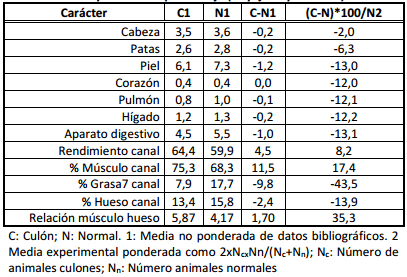 Carácter C1 N1 C-N1 (C-N)*100/N2
Cabeza 3,5 3,6 -0,2 -2,0
Patas 2,6 2,8 -0,2 -6,3
Piel 6,1 7,3 -1,2 -13,0
Corazón 0,4 0,4 0,0 -12,0
Pulmón 0,8 1,0 -0,1 -12,1
Hígado 1,2 1,3 -0,2 -12,2
Aparato digestivo 4,5 5,5 -1,0 -13,1
Rendimiento canal 64,4 59,9 4,5 8,2
% Músculo canal 75,3 68,3 11,5 17,4
% Grasa7 canal 7,9 17,7 -9,8 -43,5
% Hueso canal 13,4 15,8 -2,4 -13,9
Relación músculo hueso 5,87 4,17 1,70 35,3
C: Culón; N: Normal. 1: Media no ponderada de datos bibliográficos. 2
Media experimental ponderada como 2xNcxNn/(Nc+Nn); Nc: Número de
animales culones; Nn: Número animales normales